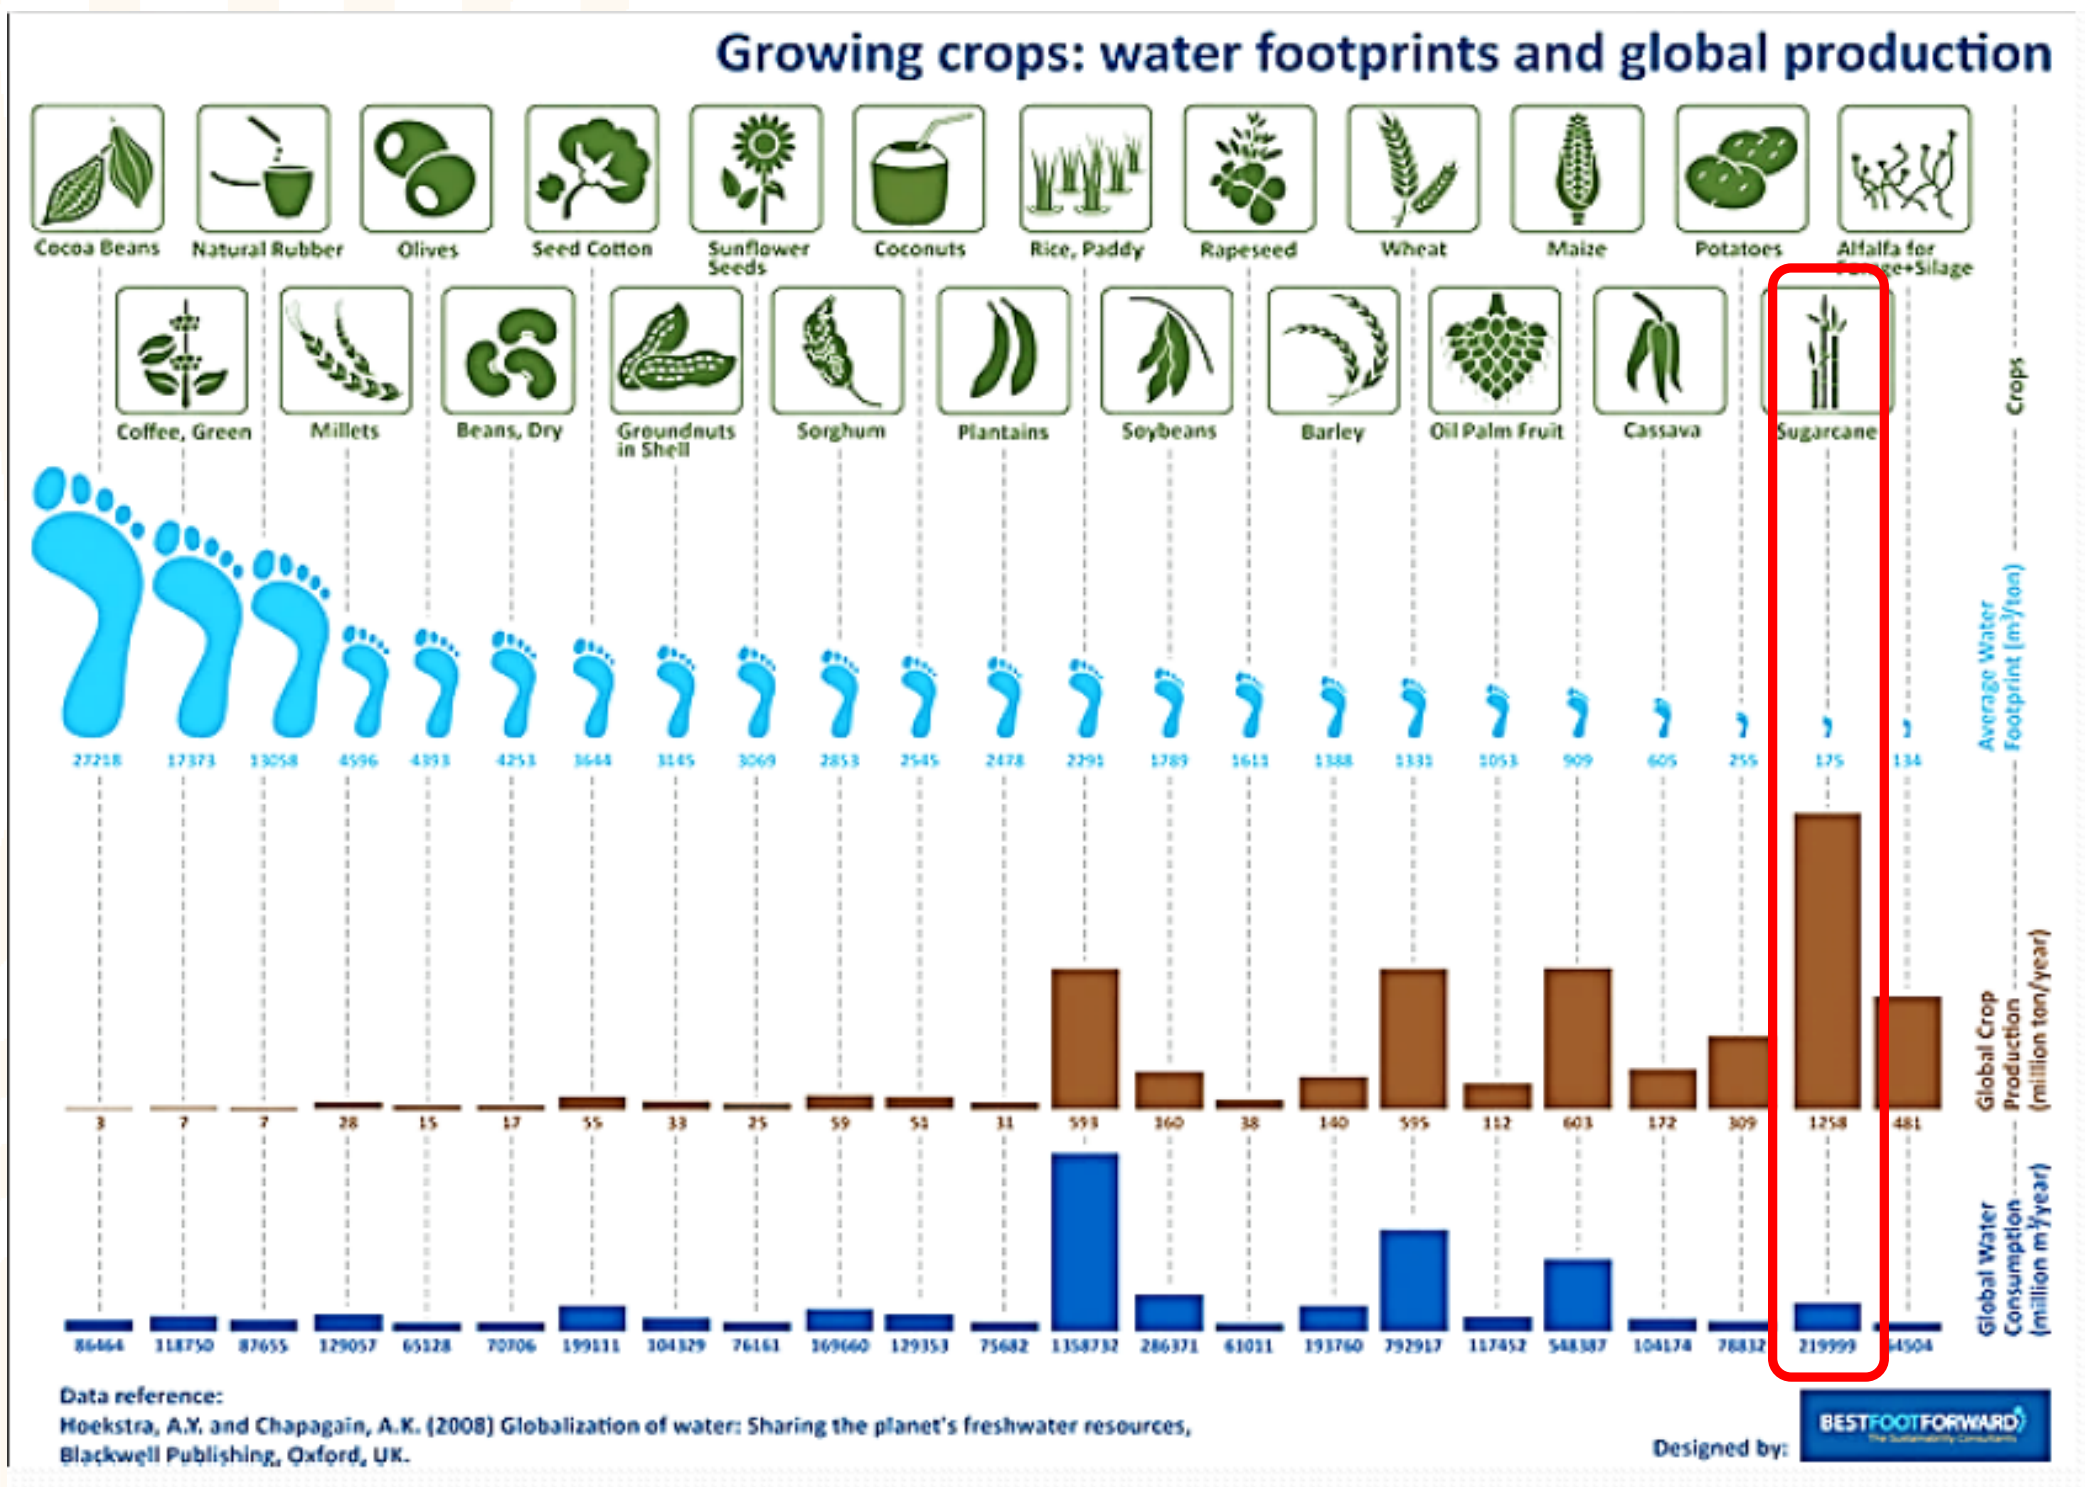 Growing crops: water footprints and global production
Cocoa Beans
Natural Rubber
Olives
Seed Cotton
Sunflower
Seeds
Coconuts
Rice, Paddy
Rapeseed
Wheat
Maize
Potatoes
Alfalfa for
+Silage
Coffee, Green
Millets
Beans, Dry
Groundnuts
in Shell
Sorghum
Plantains
Soybeans
Barley
Oil Palm Fruit
Cassava
Sugarcane
Crops
27218 17373 13058 4596 4393 4253 3644 3145 3069 2853 2545 2478 2291 1789 1611 1388 1331 1053 909 605 255 175 134
Average Water
Footprint (m³/ton)
3 7 7 28 15 17 55 33 25 59 51 31 593 160 38 140 595 112 603 172 309 1258 481
Global Crop
Production
(million ton/year)
86464 118750 87655 129057 65128 70706 199111 104329 76161 169660 129353 75682 1358732 286371 61011 193760 792917 117452 548387 104174 78832 219999
Global Water
Consumption
(million m³/year)
Data reference:
Hoekstra, A.Y. and Chapagain, A.K. (2008) Globalization of water: Sharing the planet's freshwater resources,
Blackwell Publishing, Oxford, UK.
Designed by:
BESTFOOTFORWARD
The Sustainability Consultants